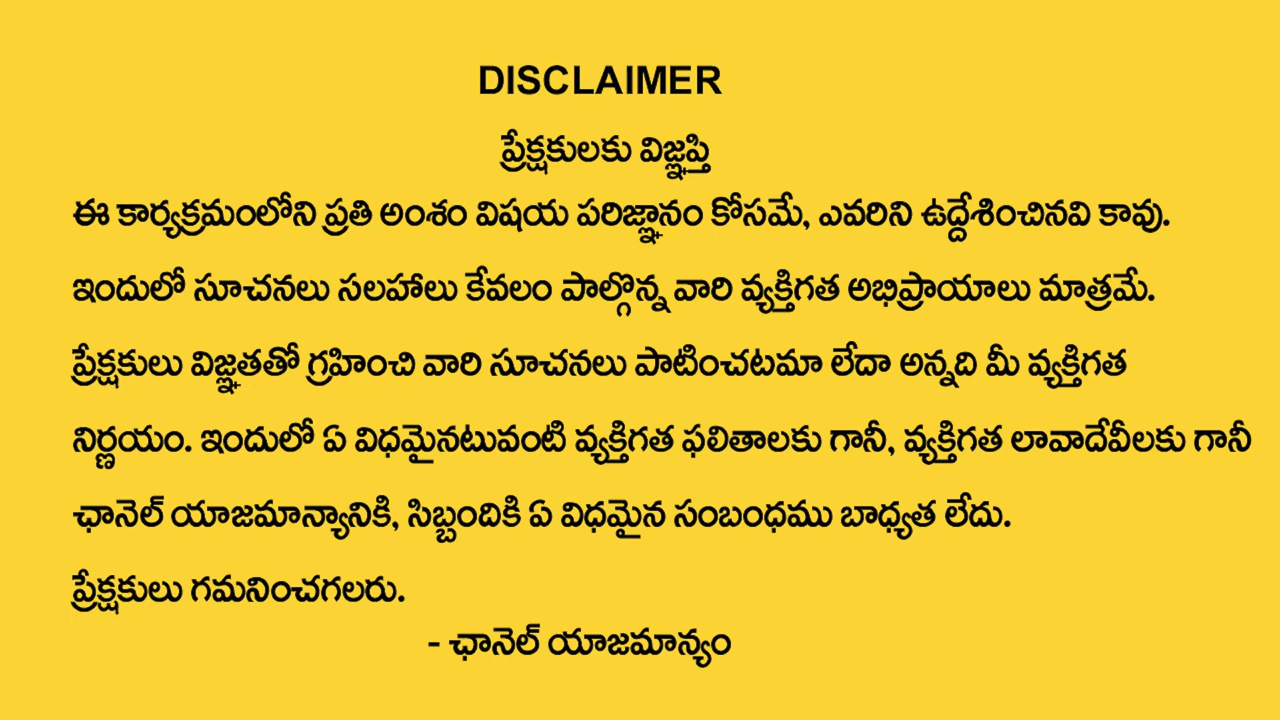 DISCLAIMER
ప్రేక్షకులకు విజ్ఞప్తి
ఈ కార్యక్రమంలోని ప్రతి అంశం విషయ పరిజ్ఞానం కోసమే, ఎవరిని ఉద్దేశించినవి కావు.
ఇందులో సూచనలు సలహాలు కేవలం పాల్గొన్న వారి వ్యక్తిగత అభిప్రాయాలు మాత్రమే.
ప్రేక్షకులు విజ్ఞతతో గ్రహించి వారి సూచనలు పాటించటమా లేదా అన్నది మీ వ్యక్తిగత
నిర్ణయం. ఇందులో ఏ విధమైనటువంటి వ్యక్తిగత ఫలితాలకు గానీ, వ్యక్తిగత లావాదేవీలకు గానీ
ఛానెల్ యాజమాన్యానికి, సిబ్బందికి ఏ విధమైన సంబంధము బాధ్యత లేదు.
ప్రేక్షకులు గమనించగలరు.
- ఛానెల్ యాజమాన్యం